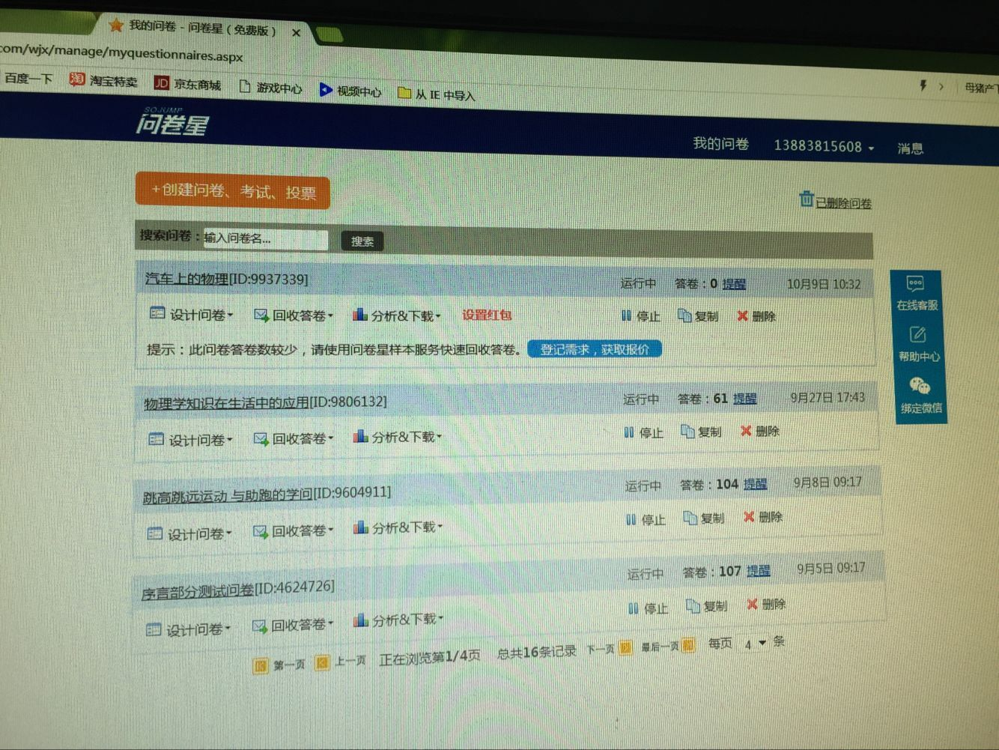 我的问卷 - 问卷星（免费版） ×
com/wjx/manage/myquestionnaires.aspx
百度一下 淘 淘宝特卖 JD 京东商城 游戏中心 视频中心 从 IE 中导入 母猪产下
SOJUMP
问卷星
我的问卷 13883815608 消息
+创建问卷、考试、投票
已删除问卷
搜索问卷：输入问卷名... 搜索
汽车上的物理[ID:9937339] 运行中 答卷：0 提醒 10月9日 10:32
设计问卷 回收答卷 分析&下载 设置红包 停止 复制 删除
提示：此问卷答卷数较少，请使用问卷星样本服务快速回收答卷。 登记需求，获取报价
物理学知识在生活中的应用[ID:9806132] 运行中 答卷：61 提醒 9月27日 17:43
设计问卷 回收答卷 分析&下载 停止 复制 删除
跳高跳远运动 与助跑的学问[ID:9604911] 运行中 答卷：104 提醒 9月8日 09:17
设计问卷 回收答卷 分析&下载 停止 复制 删除
序言部分测试问卷[ID:4624726] 运行中 答卷：107 提醒 9月5日 09:17
设计问卷 回收答卷 分析&下载 停止 复制 删除
第一页 上一页 正在浏览第1/4页 总共16条记录 下一页 最后一页 每页 4 条
在线客服
帮助中心
绑定微信